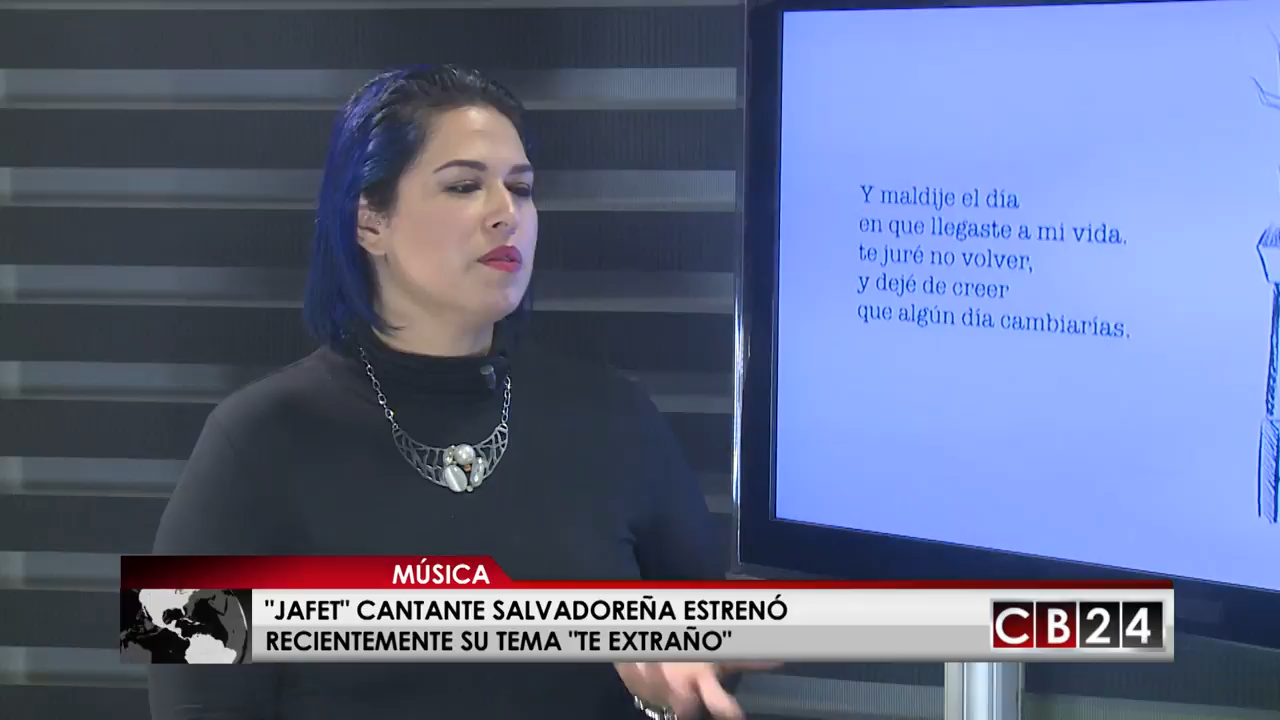 Y maldije el día
en que llegaste a mi vida,
te juré no volver,
y dejé de creer
que algún día cambiarías.
MÚSICA
"JAFET" CANTANTE SALVADOREÑA ESTRENÓ
RECIENTEMENTE SU TEMA "TE EXTRAÑO"
CB24